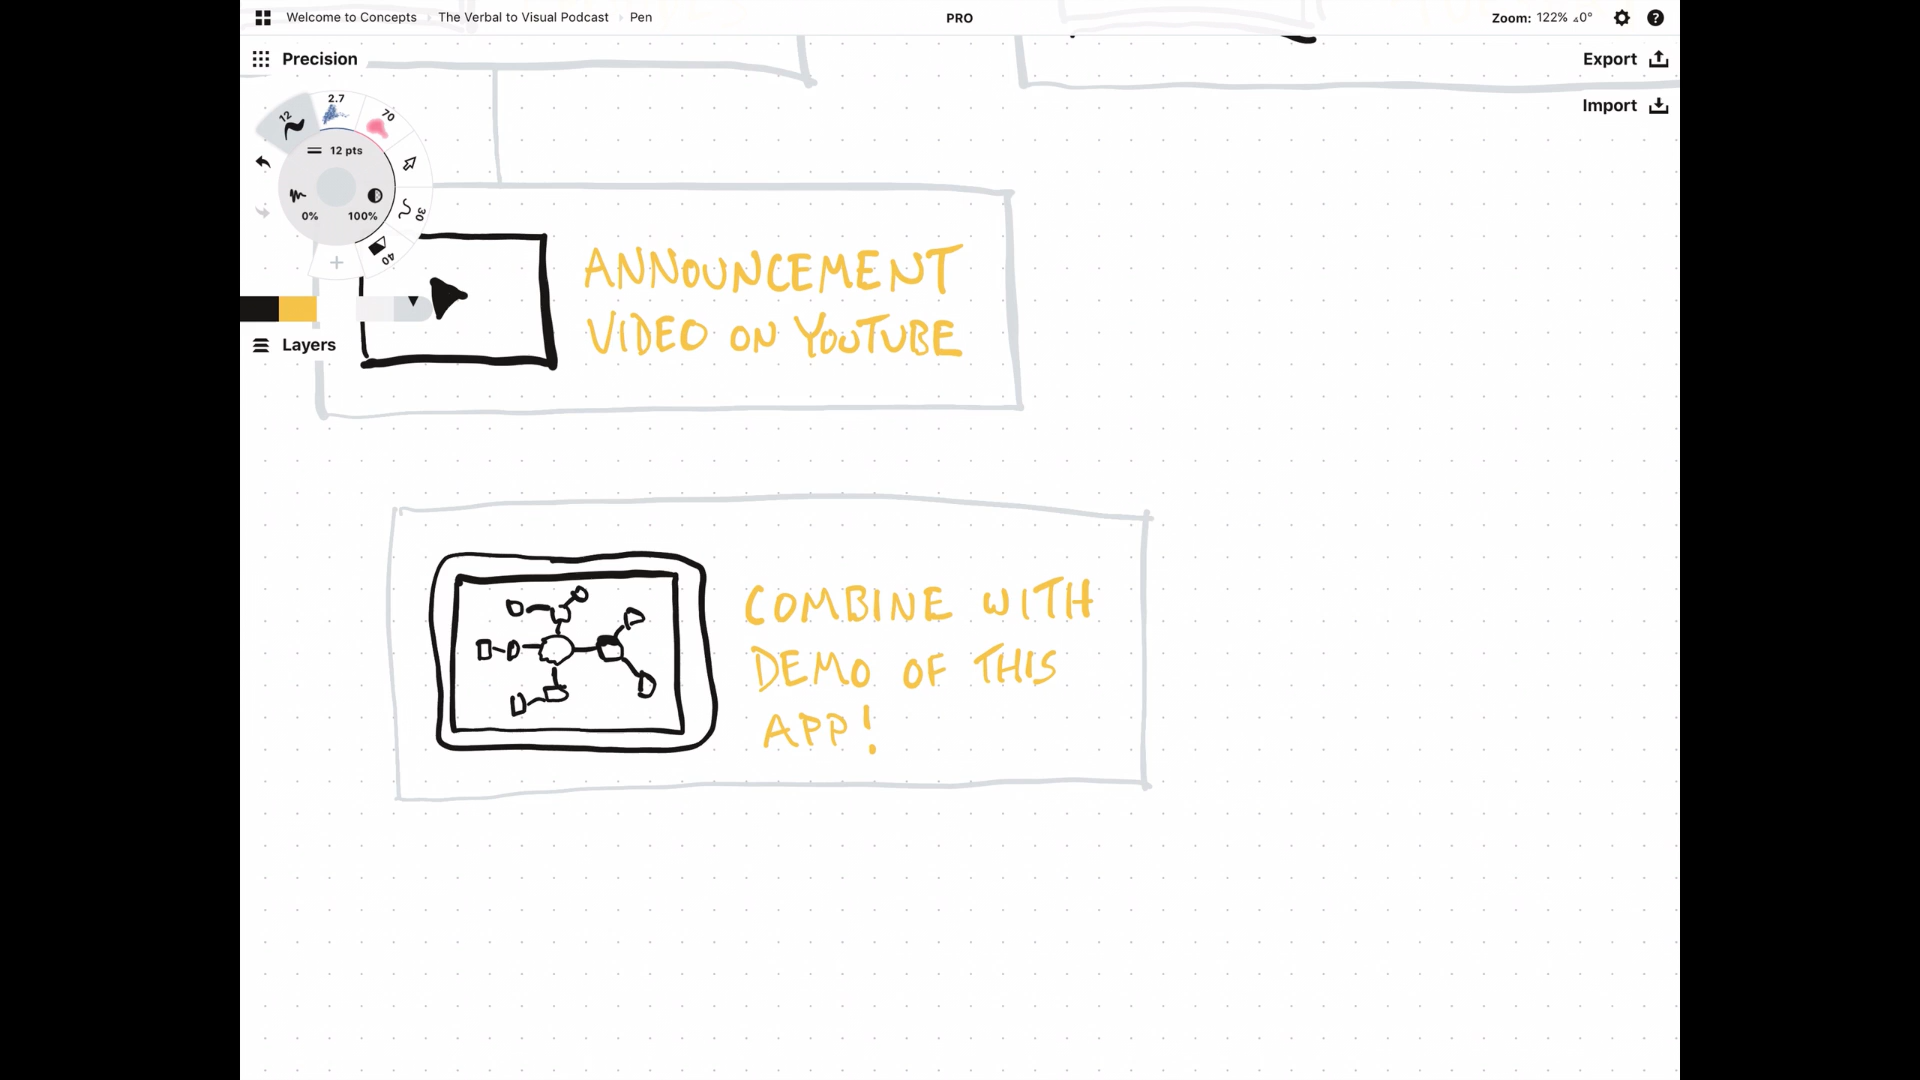 Welcome to Concepts › The Verbal to Visual Podcast › Pen
PRO
Zoom: 122% ⊿0°
Precision
Export
Import
12
2.7
70
12 pts
0%
100%
30
40
Layers
ANNOUNCEMENT
VIDEO ON YOUTUBE
COMBINE WITH
DEMO OF THIS
APP!